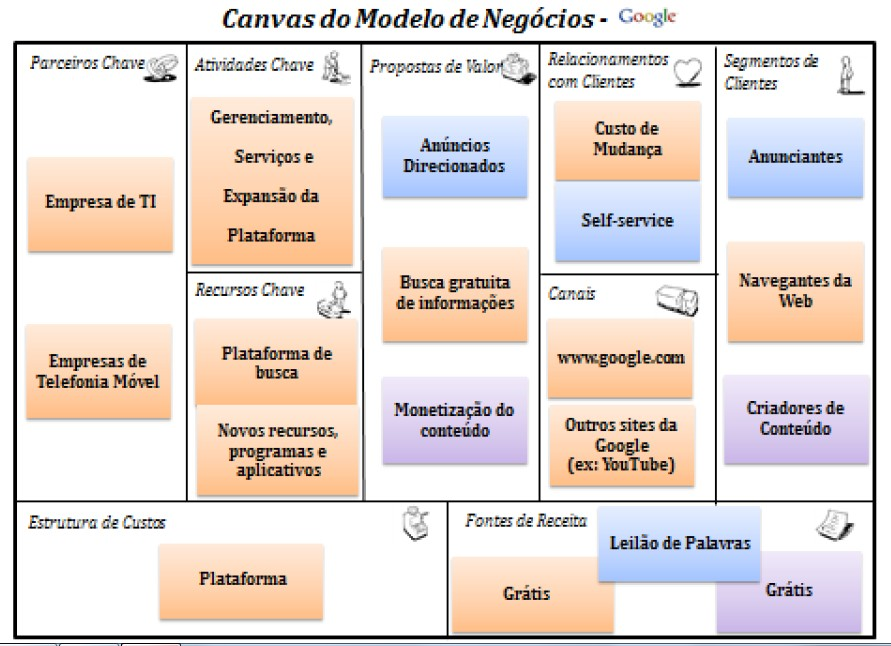 Canvas do Modelo de Negócios - Google
Parceiros Chave
Empresa de TI
Empresas de
Telefonia Móvel
Atividades Chave
Gerenciamento,
Serviços e
Expansão da
Plataforma
Recursos Chave
Plataforma de
busca
Novos recursos,
programas e
aplicativos
Propostas de Valor
Anúncios
Direcionados
Busca gratuita
de informações
Monetização do
conteúdo
Relacionamentos
com Clientes
Custo de
Mudança
Self-service
Canais
www.google.com
Outros sites da
Google
(ex: YouTube)
Segmentos de
Clientes
Anunciantes
Navegantes da
Web
Criadores de
Conteúdo
Estrutura de Custos
Plataforma
Fontes de Receita
Leilão de Palavras
Grátis
Grátis